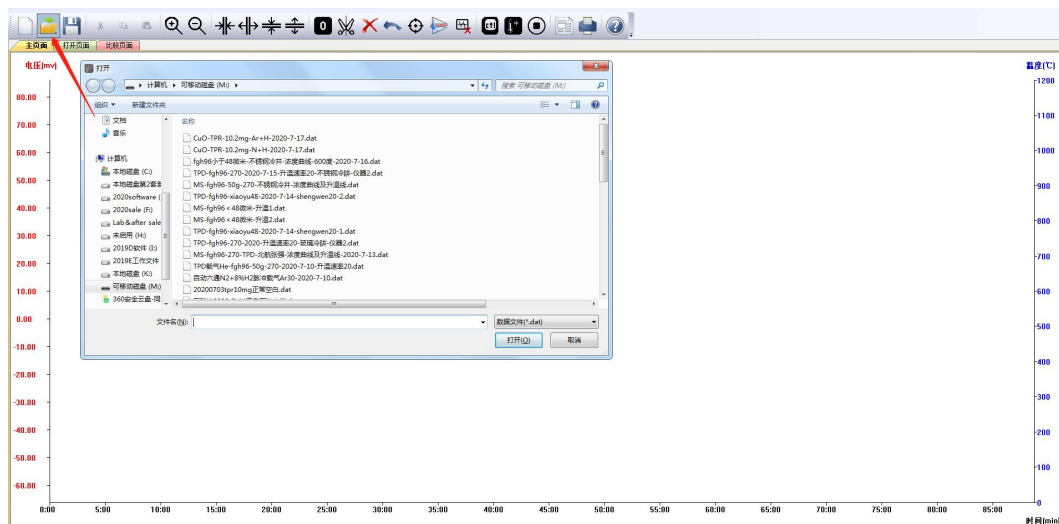 主页面 打开页面 比较页面
电压(mv)
温度(℃)
打开
计算机 可移动磁盘 (M:)
搜索 可移动磁盘 (M:)
组织 新建文件夹
文档
音乐
计算机
本地磁盘 (C:)
本地磁盘第2套系
2020software (
2020sale (F:)
Lab&after sale
未启用 (H:)
2019D软件 (I:)
2019E工作文件
本地磁盘 (K:)
可移动磁盘 (M:)
360安全云盘-同
名称
CuO-TPR-10.2mg-Ar+H-2020-7-17.dat
CuO-TPR-10.2mg-N+H-2020-7-17.dat
fgh96小于48微米-不锈钢冷井-浓度曲线-600度-2020-7-16.dat
TPD-fgh96-270-2020-7-15-升温速率20-不锈钢冷阱-仪器2.dat
MS-fgh96-50g-270-不锈钢冷井-浓度曲线及升温线.dat
TPD-fgh96-xiaoyu48-2020-7-14-shengwen20-2.dat
MS-fgh96<48微米-升温1.dat
MS-fgh96<48微米-升温2.dat
TPD-fgh96-xiaoyu48-2020-7-14-shengwen20-1.dat
TPD-fgh96-270-2020-升温速率20-玻璃冷阱-仪器2.dat
MS-fgh96-270-TPD-北航张强-浓度曲线及升温线-2020-7-13.dat
TPD载气He-fgh96-50g-270-2020-7-10-升温速率20.dat
自动六通N2+8%H2脉冲载气Ar30-2020-7-10.dat
20200703tpr10mg正常空白.dat
文件名(N):
数据文件(*.dat)
打开(O) 取消
80.00
70.00
60.00
50.00
40.00
30.00
20.00
10.00
0.00
-10.00
-20.00
-30.00
-40.00
-50.00
-60.00
1200
1100
1000
900
800
700
600
500
400
300
200
100
0
0:00 5:00 10:00 15:00 20:00 25:00 30:00 35:00 40:00 45:00 50:00 55:00 60:00 65:00 70:00 75:00 80:00 85:00
时间(min)